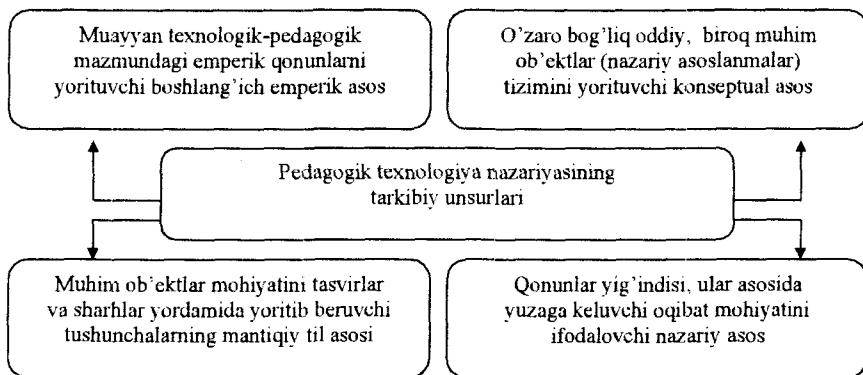 Muayyan texnologik-pedagogik
mazmundagi emperik qonunlarni
yorituvchi boshlang'ich emperik asos
O'zaro bog'liq oddiy, biroq muhim
ob'ektlar (nazariy asoslanmalar)
tizimini yorituvchi konseptual asos
Pedagogik texnologiya nazariyasining
tarkibiy unsurlari
Muhim ob'ektlar mohiyatini tasvirlar
va sharhlar yordamida yoritib beruvchi
tushunchalarning mantiqiy til asosi
Qonunlar yig'indisi, ular asosida
yuzaga keluvchi oqibat mohiyatini
ifodalovchi nazariy asos